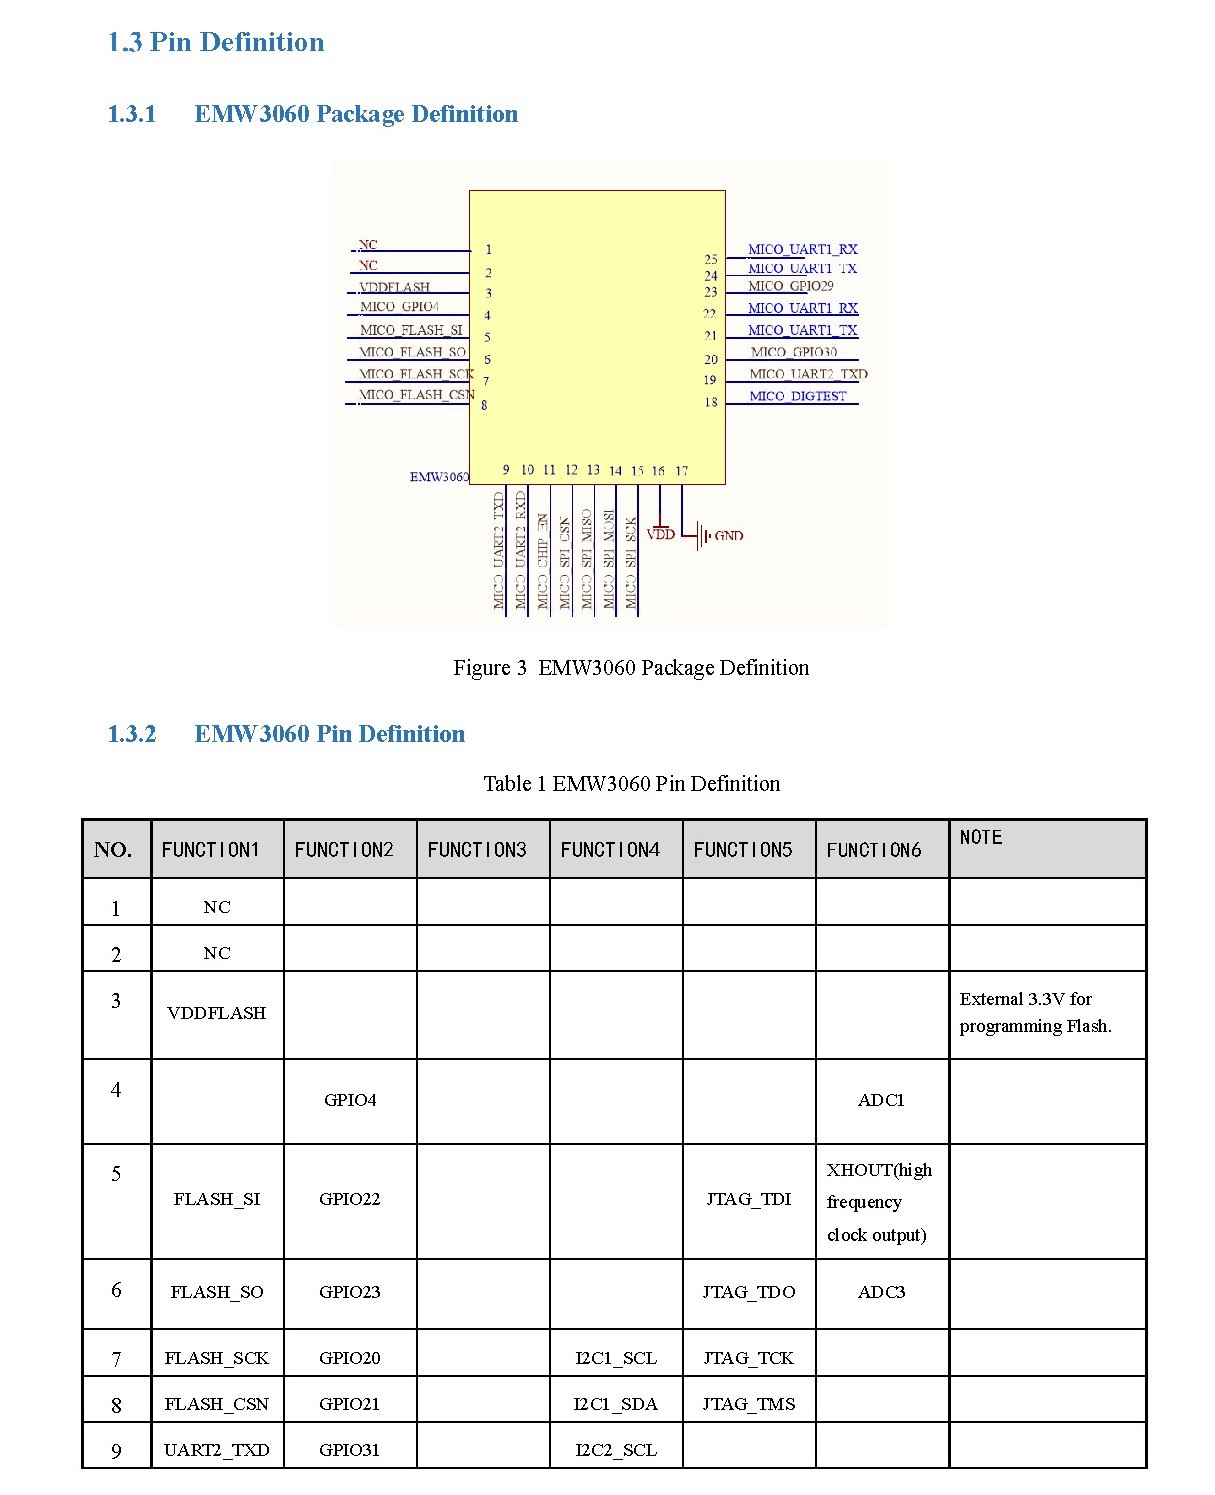 1.3 Pin Definition
1.3.1 EMW3060 Package Definition
NC 1
NC 2
VDDFLASH 3
MICO_GPIO4 4
MICO_FLASH_SI 5
MICO_FLASH_SO 6
MICO_FLASH_SCK 7
MICO_FLASH_CSN 8
25 MICO_UART1_RX
24 MICO_UART1_TX
23 MICO_GPIO29
22 MICO_UART1_RX
21 MICO_UART1_TX
20 MICO_GPIO30
19 MICO_UART2_TXD
18 MICO_DIGTEST
EMW3060
9 10 11 12 13 14 15 16 17
MICO_UART2_TXD
MICO_UART2_RXD
MICO_CHIP_EN
MICO_SPI_CSN
MICO_SPI_MISO
MICO_SPI_MOSI
MICO_SPI_SCK
VDD
GND
Figure 3 EMW3060 Package Definition
1.3.2 EMW3060 Pin Definition
Table 1 EMW3060 Pin Definition
NO. FUNCTION1 FUNCTION2 FUNCTION3 FUNCTION4 FUNCTION5 FUNCTION6 NOTE
1 NC
2 NC
3 VDDFLASH External 3.3V for
programming Flash.
4 GPIO4 ADC1
5 FLASH_SI GPIO22 JTAG_TDI XHOUT(high
frequency
clock output)
6 FLASH_SO GPIO23 JTAG_TDO ADC3
7 FLASH_SCK GPIO20 I2C1_SCL JTAG_TCK
8 FLASH_CSN GPIO21 I2C1_SDA JTAG_TMS
9 UART2_TXD GPIO31 I2C2_SCL